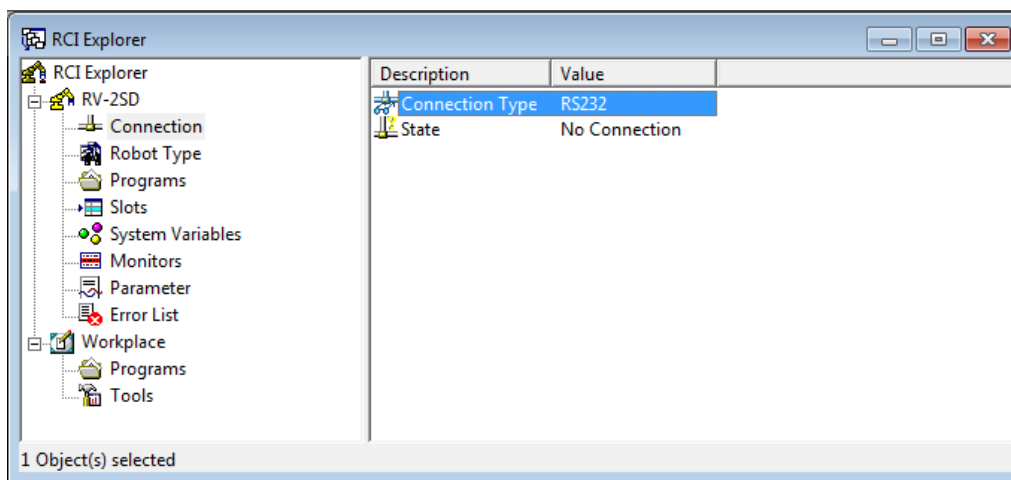 RCI Explorer
RCI Explorer
RV-2SD
Connection
Robot Type
Programs
Slots
System Variables
Monitors
Parameter
Error List
Workplace
Programs
Tools
Description Value
Connection Type RS232
State No Connection
1 Object(s) selected